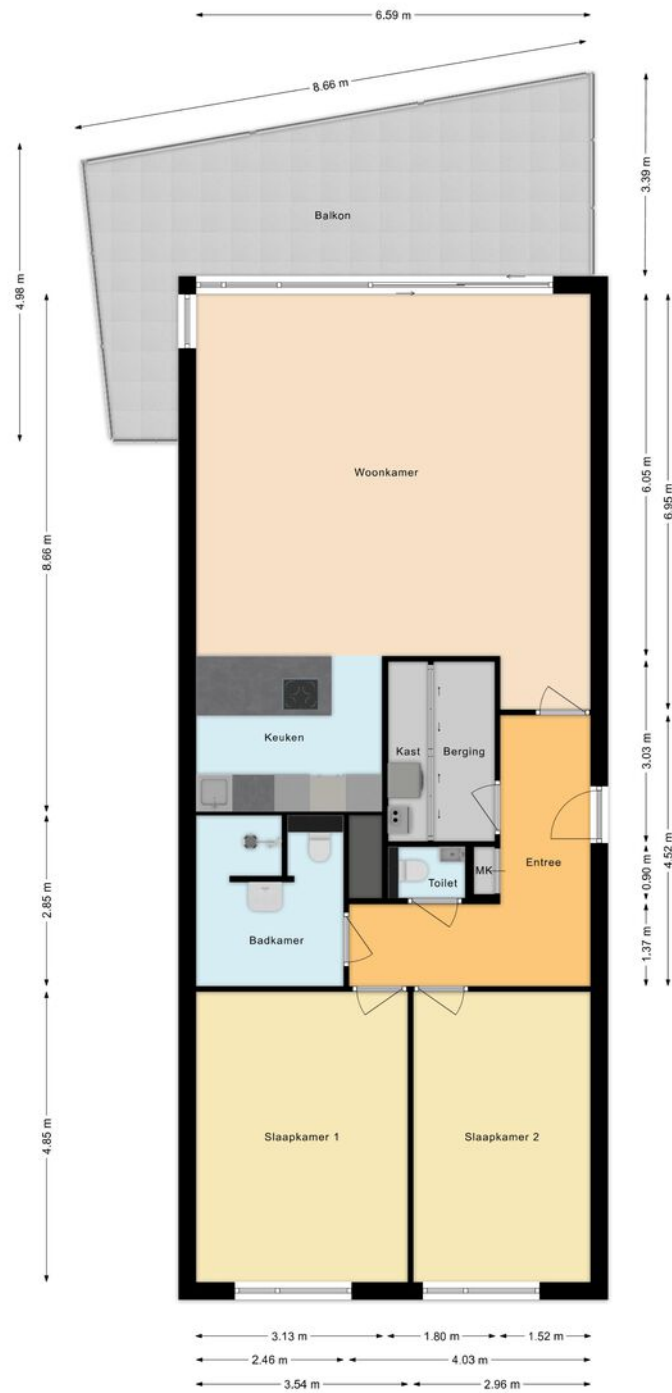 6.59 m
8.66 m
3.39 m
4.98 m
Balkon
8.66 m
6.05 m
6.95 m
Woonkamer
Keuken
Kast
Berging
3.03 m
4.52 m
Entree
MK
Toilet
0.90 m
2.85 m
1.37 m
Badkamer
4.85 m
Slaapkamer 1
Slaapkamer 2
3.13 m
1.80 m
1.52 m
2.46 m
4.03 m
3.54 m
2.96 m